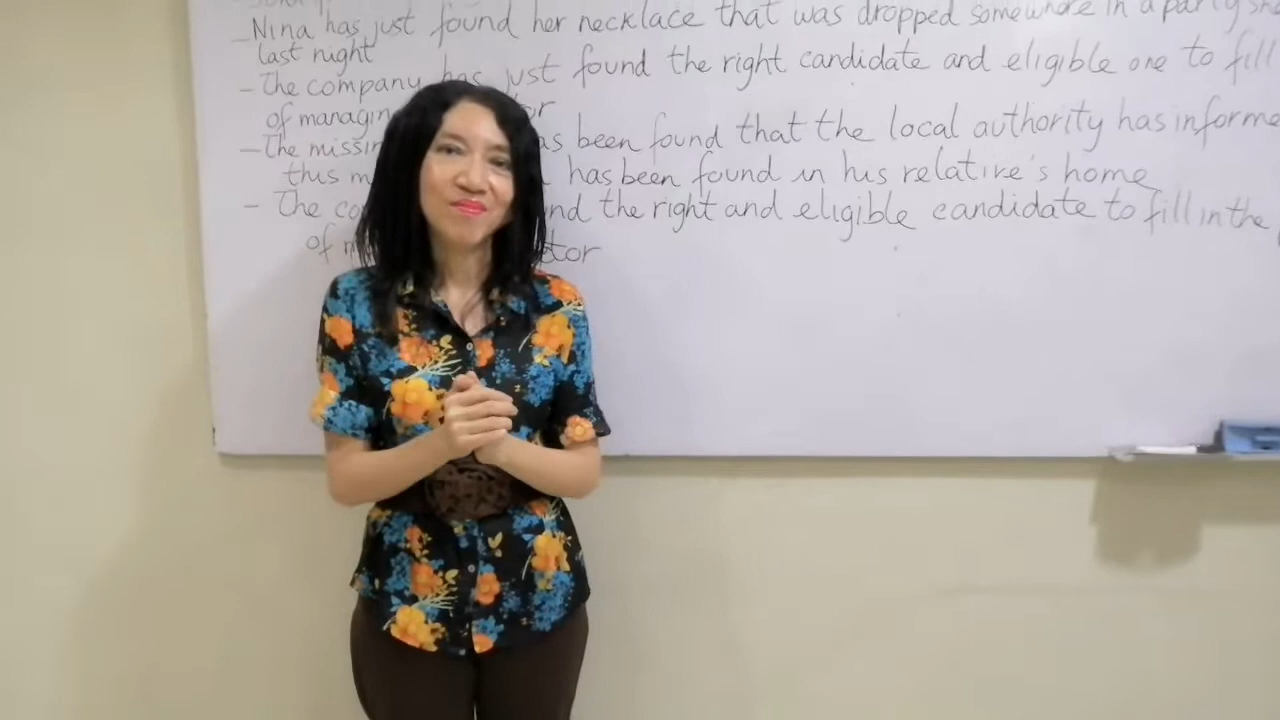 Nina has just found her necklace that was dropped somewhere in a party she
last night
- The company has just found the right candidate and eligible one to fill
of managin
- The missin as been found that the local authority has informe
this m has been found in his relative's home
- The co nd the right and eligible candidate to fill in the
of m ctor